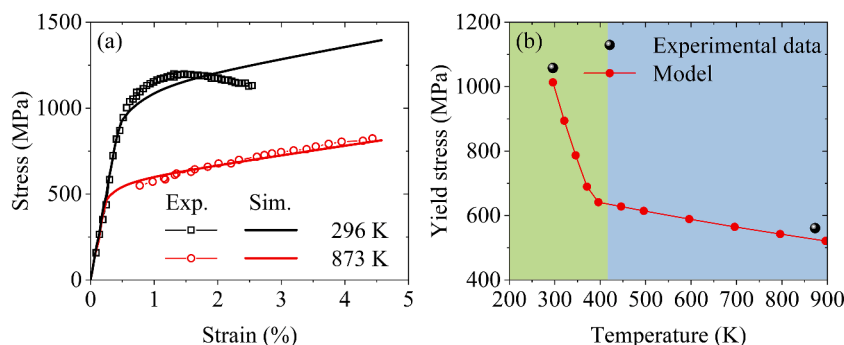 (a)
1500
1000
500
0
Stress (MPa)
Exp. Sim.
296 K
873 K
0 1 2 3 4 5
Strain (%)
(b)
Experimental data
Model
1200
1000
800
600
400
Yield stress (MPa)
200 300 400 500 600 700 800 900
Temperature (K)